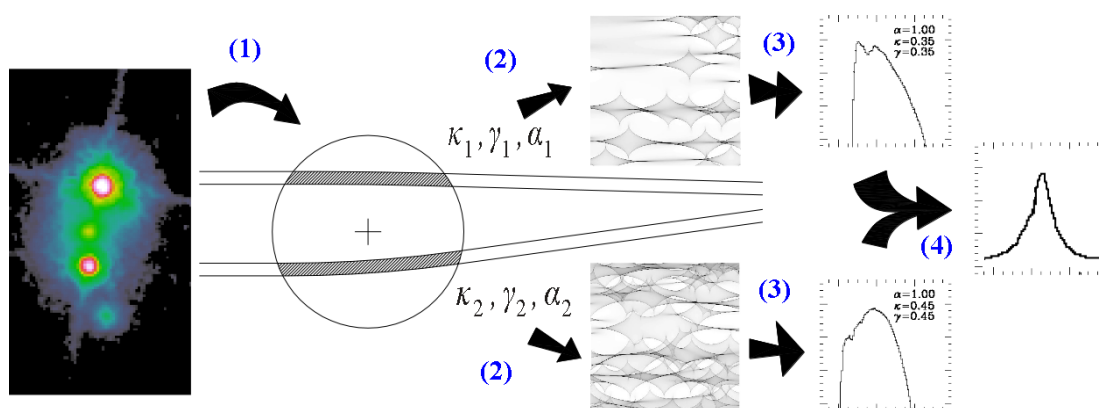 (1)
(2)
(3)
α=1.00
κ=0.35
γ=0.35
κ1, γ1, α1
(4)
κ2, γ2, α2
(2)
(3)
α=1.00
κ=0.45
γ=0.45